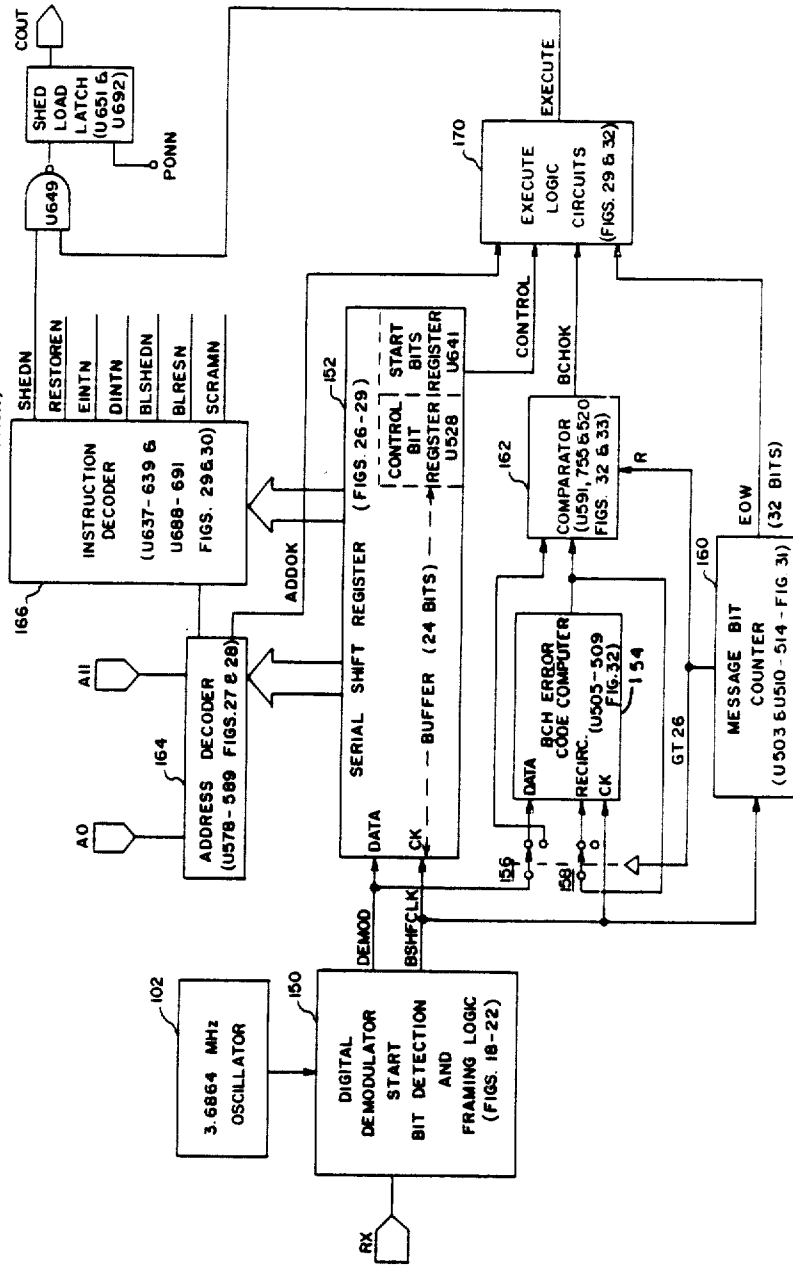 COUT
SHED
LOAD
LATCH
(U651 &
U692)
PONN
U649
SHEDN
RESTOREN
EINTN
DINTN
BLSHEDN
BLRESN
SCRAMN
INSTRUCTION
DECODER
(U637-639 &
U688-691
FIGS. 29 & 30)
166
A11
A0
164
ADDRESS DECODER
(U578-589 FIGS. 27 & 28)
ADDOK
EXECUTE
170
EXECUTE
LOGIC
CIRCUITS
(FIGS. 29 & 32)
152
SERIAL SHIFT REGISTER (FIGS. 26-29)
DATA
CK
BUFFER (24 BITS)
CONTROL
BIT
REGISTER
U528
START
BITS
REGISTER
U641
CONTROL
BCHOK
162
COMPARATOR
(U591, 755 & 520
FIGS. 32 & 33)
R
BCH ERROR
CODE COMPUTER
(U505-509
FIG. 32)
154
DATA
RECIRC.
CK
156
158
GT 26
EOW
(32 BITS)
160
MESSAGE BIT
COUNTER
(U503 & U510-514-FIG 31)
102
3.6864 MHz
OSCILLATOR
150
DIGITAL
DEMODULATOR
START
BIT DETECTION
AND
FRAMING LOGIC
(FIGS. 18-22)
DEMOD
BSHFCLK
RX